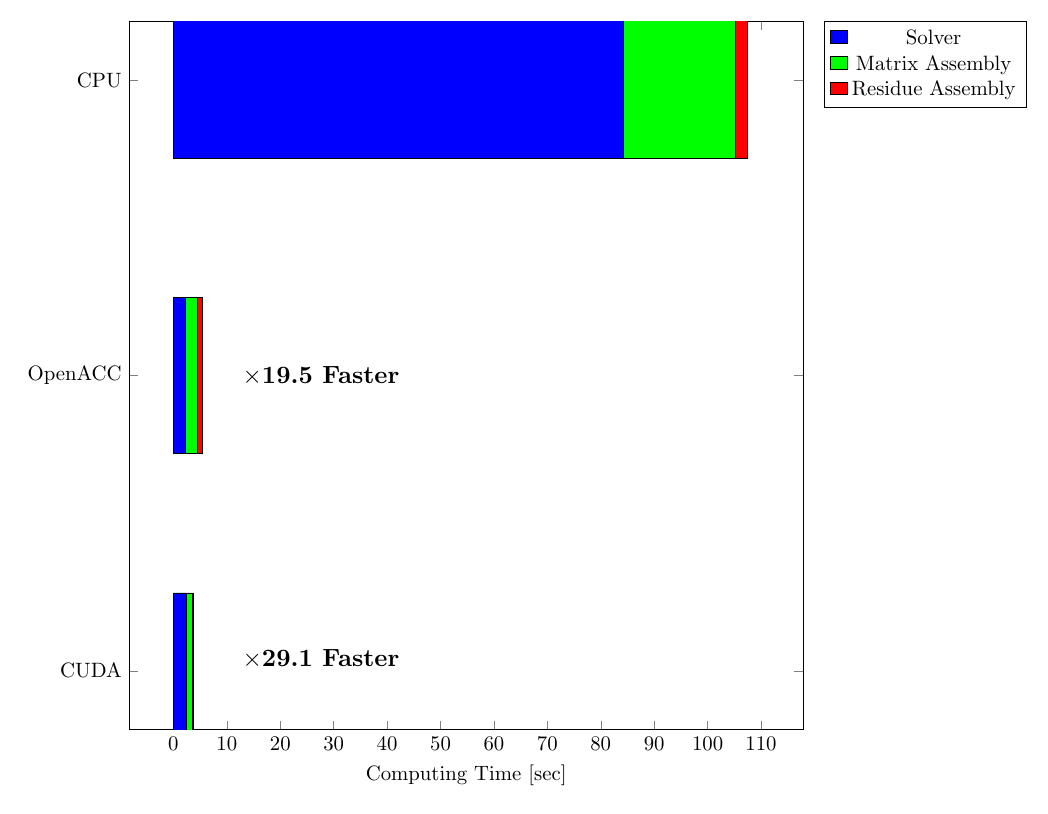 CPU
OpenACC
CUDA
×19.5 Faster
×29.1 Faster
0 10 20 30 40 50 60 70 80 90 100 110
Computing Time [sec]
Solver
Matrix Assembly
Residue Assembly